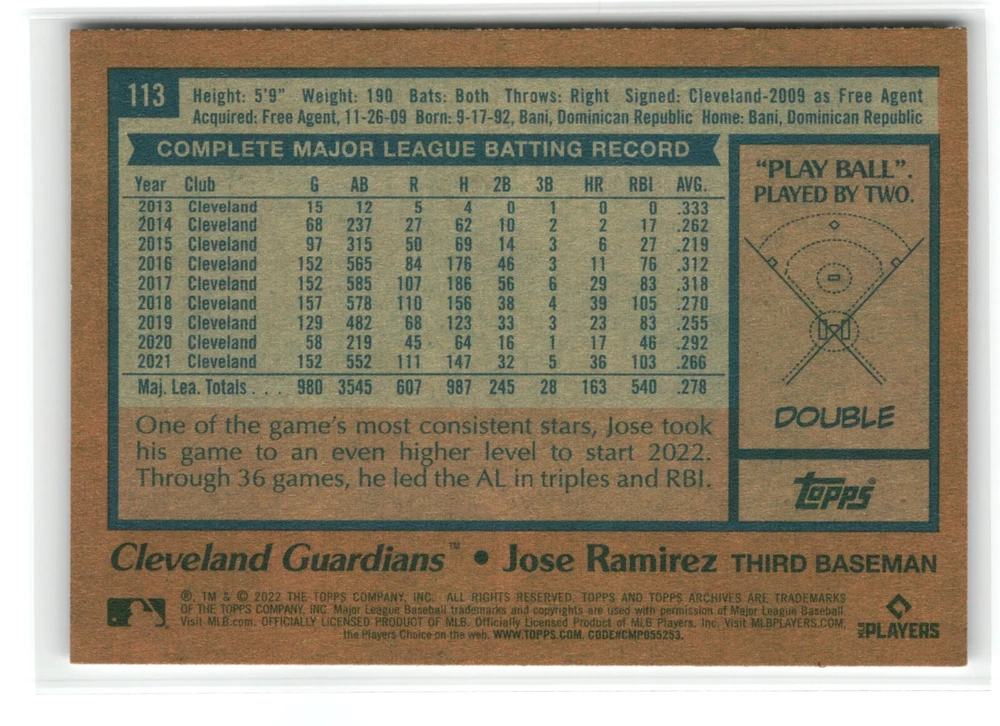 113
Height: 5'9" Weight: 190 Bats: Both Throws: Right Signed: Cleveland-2009 as Free Agent
Acquired: Free Agent, 11-26-09 Born: 9-17-92, Bani, Dominican Republic Home: Bani, Dominican Republic
COMPLETE MAJOR LEAGUE BATTING RECORD
Year Club G AB R H 2B 3B HR RBI AVG.
2013 Cleveland 15 12 5 4 0 1 0 0 .333
2014 Cleveland 68 237 27 62 10 2 2 17 .262
2015 Cleveland 97 315 50 69 14 3 6 27 .219
2016 Cleveland 152 565 84 176 46 3 11 76 .312
2017 Cleveland 152 585 107 186 56 6 29 83 .318
2018 Cleveland 157 578 110 156 38 4 39 105 .270
2019 Cleveland 129 482 68 123 33 3 23 83 .255
2020 Cleveland 58 219 45 64 16 1 17 46 .292
2021 Cleveland 152 552 111 147 32 5 36 103 .266
Maj. Lea. Totals . . . 980 3545 607 987 245 28 163 540 .278
One of the game's most consistent stars, Jose took
his game to an even higher level to start 2022.
Through 36 games, he led the AL in triples and RBI.
"PLAY BALL".
PLAYED BY TWO.
DOUBLE
topps
Cleveland Guardians™ • Jose Ramirez THIRD BASEMAN
®, TM & © 2022 THE TOPPS COMPANY, INC. ALL RIGHTS RESERVED. TOPPS AND TOPPS ARCHIVES ARE TRADEMARKS
OF THE TOPPS COMPANY, INC. Major League Baseball trademarks and copyrights are used with permission of Major League Baseball.
Visit MLB.com. OFFICIALLY LICENSED PRODUCT OF MLB Players, Inc. Visit MLBPLAYERS.COM,
the Players Choice on the web. WWW.TOPPS.COM. CODE#CMP055253.
MLB PLAYERS